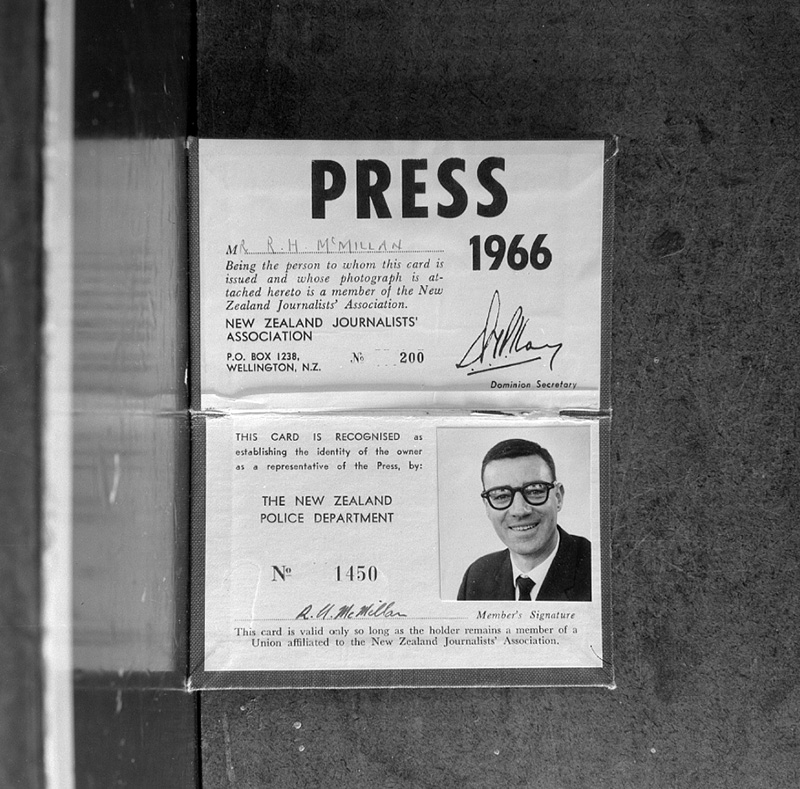 PRESS
MR R.H McMILLAN
1966
Being the person to whom this card is
issued and whose photograph is at-
tached hereto is a member of the New
Zealand Journalists' Association.
NEW ZEALAND JOURNALISTS'
ASSOCIATION
P.O. BOX 1238,
WELLINGTON, N.Z.
No 200
Dominion Secretary
THIS CARD IS RECOGNISED as
establishing the identity of the owner
as a representative of the Press, by:
THE NEW ZEALAND
POLICE DEPARTMENT
No 1450
R. H. McMillan
Member's Signature
This card is valid only so long as the holder remains a member of a
Union affiliated to the New Zealand Journalists' Association.